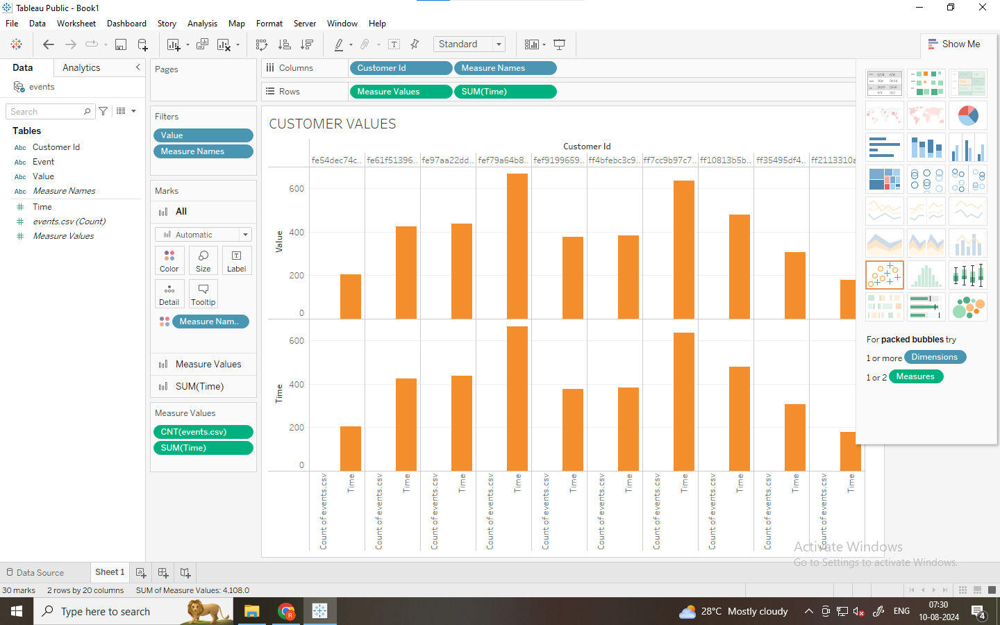 Tableau Public - Book1
File Data Worksheet Dashboard Story Analysis Map Format Server Window Help
Standard
Show Me
Data Analytics
events
Search
Tables
Abc Customer Id
Abc Event
Abc Value
Abc Measure Names
# Time
# events.csv (Count)
# Measure Values
Pages
Filters
Value
Measure Names
Marks
All
Automatic
Color Size Label
Detail Tooltip
Measure Nam..
Measure Values
SUM(Time)
Measure Values
CNT(events.csv)
SUM(Time)
Columns Customer Id Measure Names
Rows Measure Values SUM(Time)
CUSTOMER VALUES
Customer Id
fe54dec74c.. fe61f51396.. fe97aa22dd.. fef79a64b8.. fef9199659.. ff4bfebc3c9.. ff7cc9b97c7.. ff10813b5b.. ff35495df4.. ff2113310a
Value
600
400
200
0
Time
600
400
200
0
Count of events.csv Time Count of events.csv Time Count of events.csv Time Count of events.csv Time Count of events.csv Time Count of events.csv Time Count of events.csv Time Count of events.csv Time Count of events.csv Time Count of events.csv Time
For packed bubbles try
1 or more Dimensions
1 or 2 Measures
Activate Windows
Go to Settings to activate Windows.
Data Source Sheet 1
30 marks 2 rows by 20 columns SUM of Measure Values: 4,108.0
Type here to search
28°C Mostly cloudy
ENG
07:30
10-08-2024
4